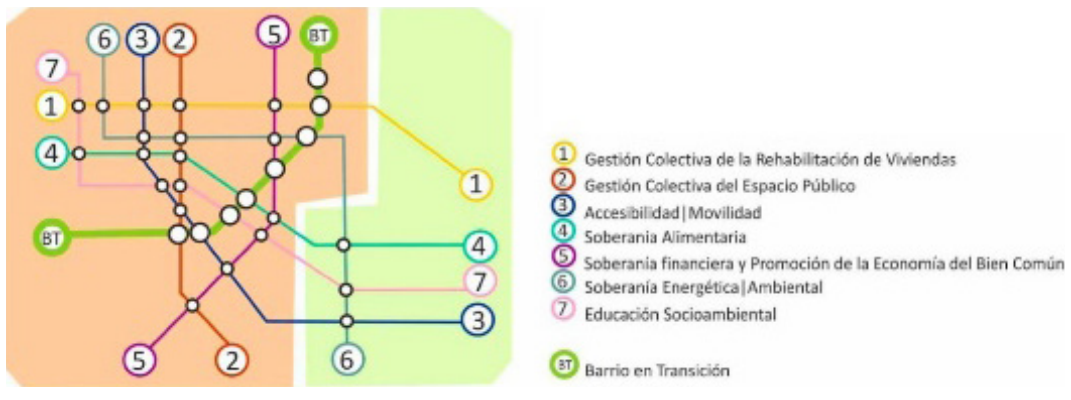 6 3 2 5 BT
7
1
4
1
BT
4
7
3
5 2 6
1 Gestión Colectiva de la Rehabilitación de Viviendas
2 Gestión Colectiva del Espacio Público
3 Accesibilidad|Movilidad
4 Soberanía Alimentaria
5 Soberanía financiera y Promoción de la Economía del Bien Común
6 Soberanía Energética|Ambiental
7 Educación Socioambiental
BT Barrio en Transición